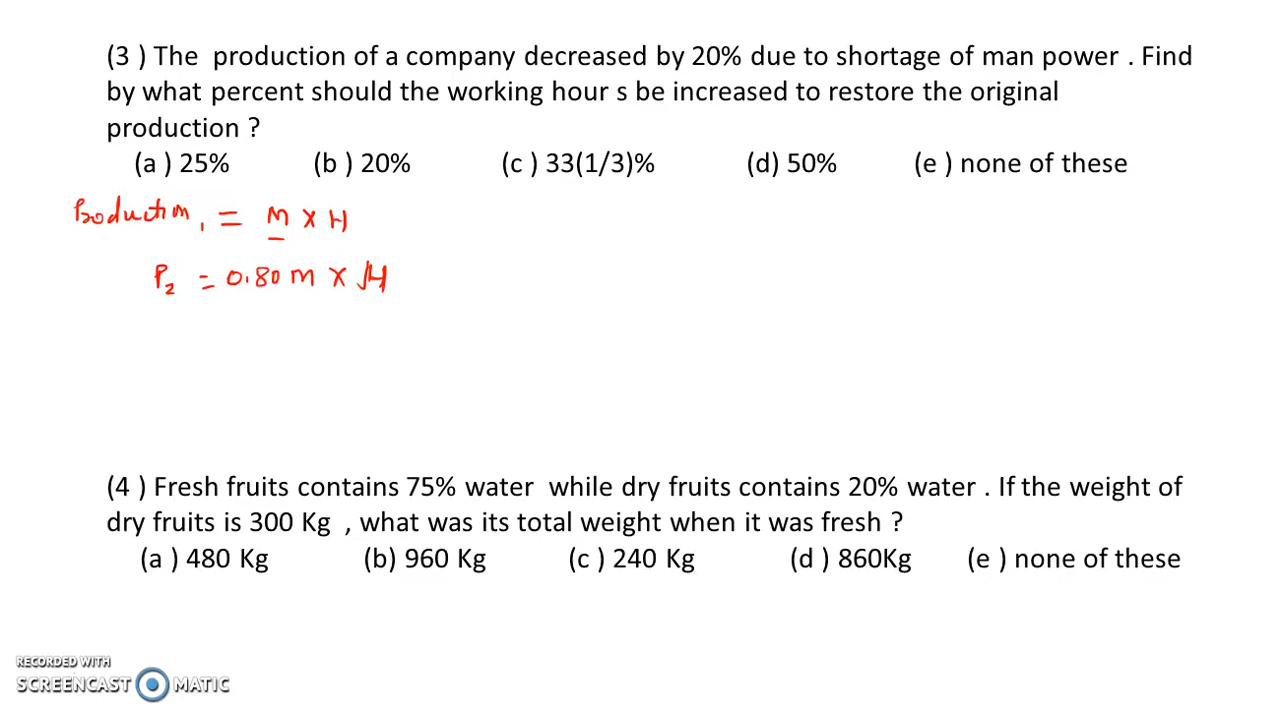 (3 ) The production of a company decreased by 20% due to shortage of man power . Find
by what percent should the working hour s be increased to restore the original
production ?
(a ) 25% (b ) 20% (c ) 33(1/3)% (d) 50% (e ) none of these
Production₁ = M X H
P₂ = 0.80 M X H
(4 ) Fresh fruits contains 75% water while dry fruits contains 20% water . If the weight of
dry fruits is 300 Kg , what was its total weight when it was fresh ?
(a ) 480 Kg (b) 960 Kg (c ) 240 Kg (d ) 860Kg (e ) none of these
RECORDED WITH
SCREENCAST MATIC